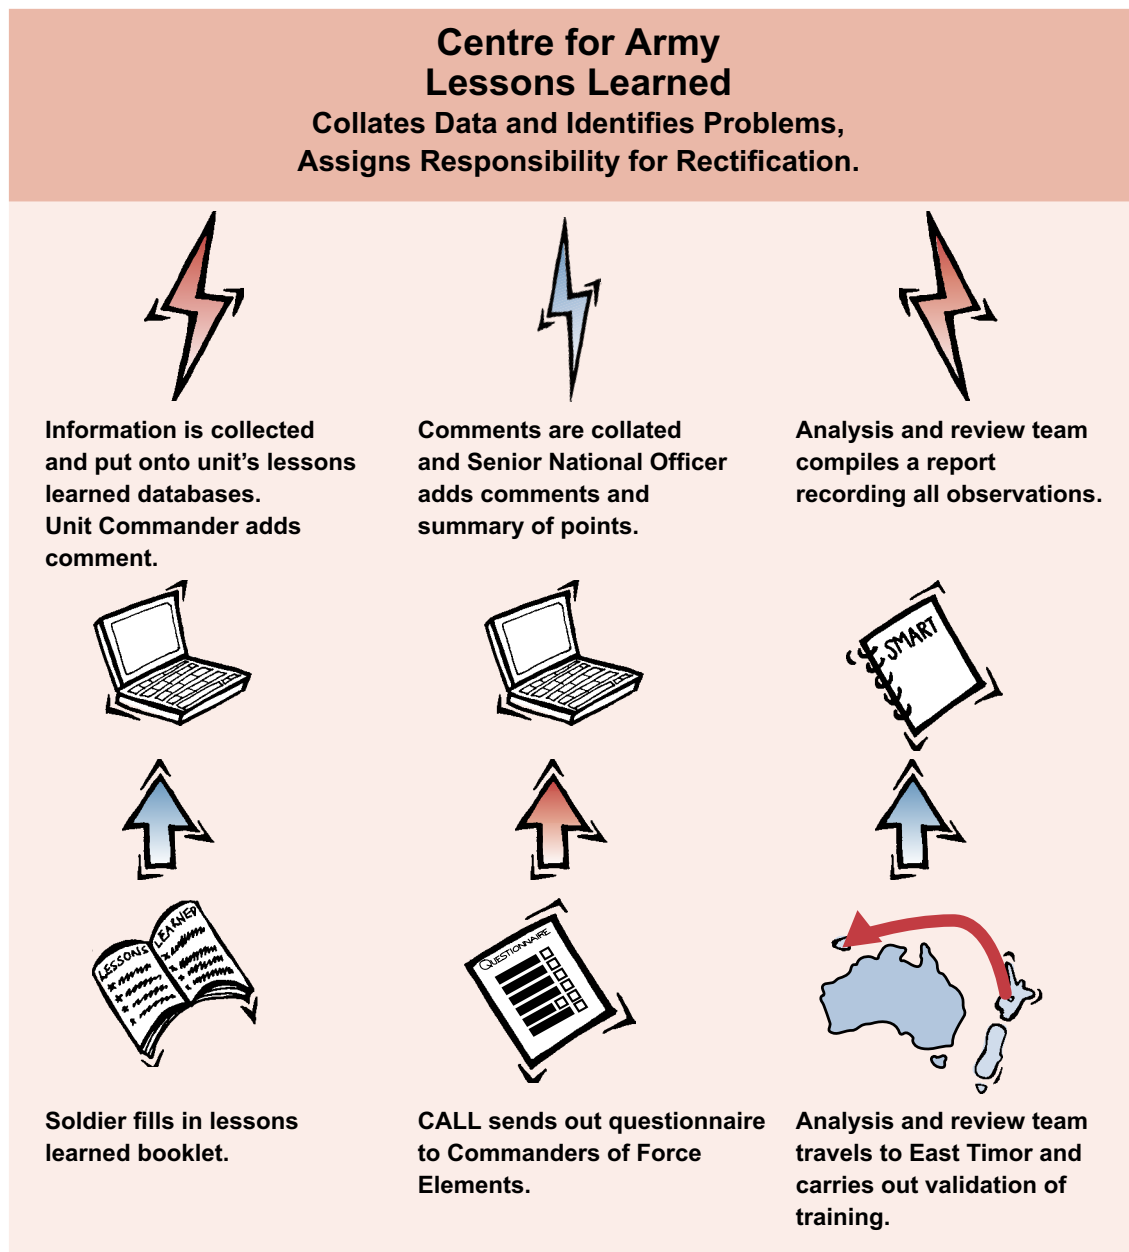 Centre for Army
Lessons Learned
Collates Data and Identifies Problems,
Assigns Responsibility for Rectification.
Information is collected
and put onto unit's lessons
learned databases.
Unit Commander adds
comment.
Comments are collated
and Senior National Officer
adds comments and
summary of points.
Analysis and review team
compiles a report
recording all observations.
SMART
LESSONS
LEARNED
QUESTIONNAIRE
Soldier fills in lessons
learned booklet.
CALL sends out questionnaire
to Commanders of Force
Elements.
Analysis and review team
travels to East Timor and
carries out validation of
training.